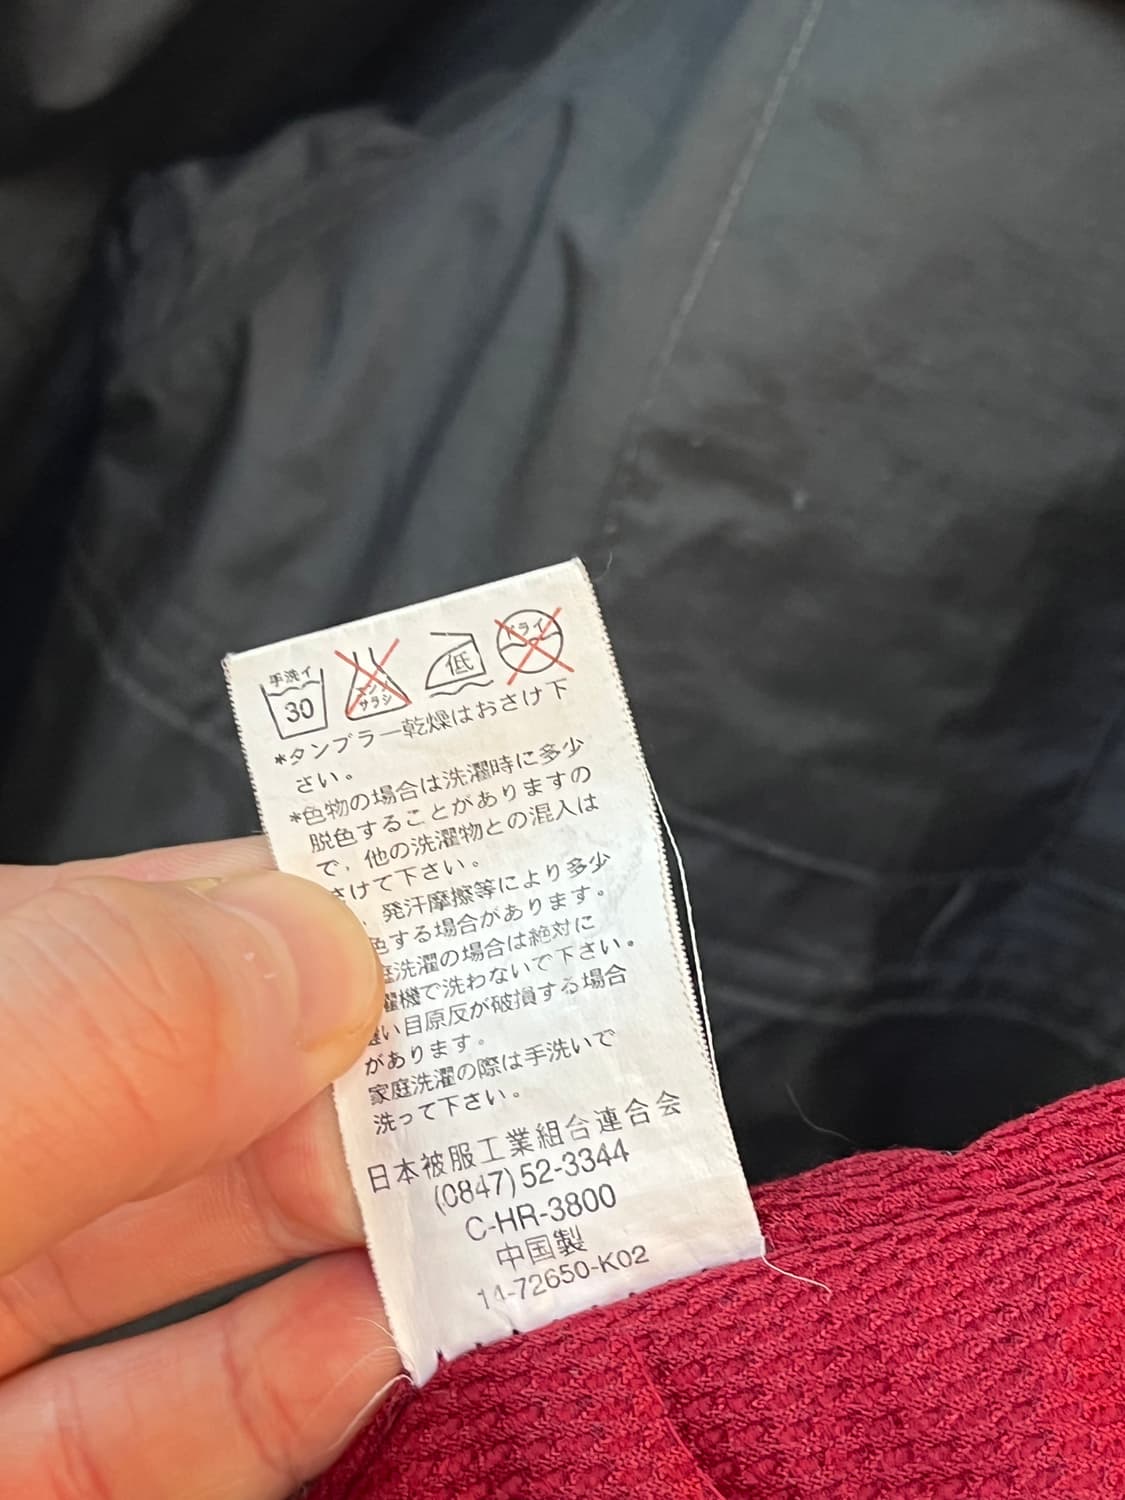 手洗イ
30
エンソ
サラシ
低
ドライ
*タンブラー乾燥はおさけ下
さい。
*色物の場合は洗濯時に多少
脱色することがありますの
で、他の洗濯物との混入は
さけて下さい。
、発汗摩擦等により多少
色する場合があります。
庭洗濯の場合は絶対に
濯機で洗わないで下さい。
縫い目原反が破損する場合
があります。
家庭洗濯の際は手洗いで
洗って下さい。
日本被服工業組合連合会
(0847)52-3344
C-HR-3800
中国製
14-72650-K02